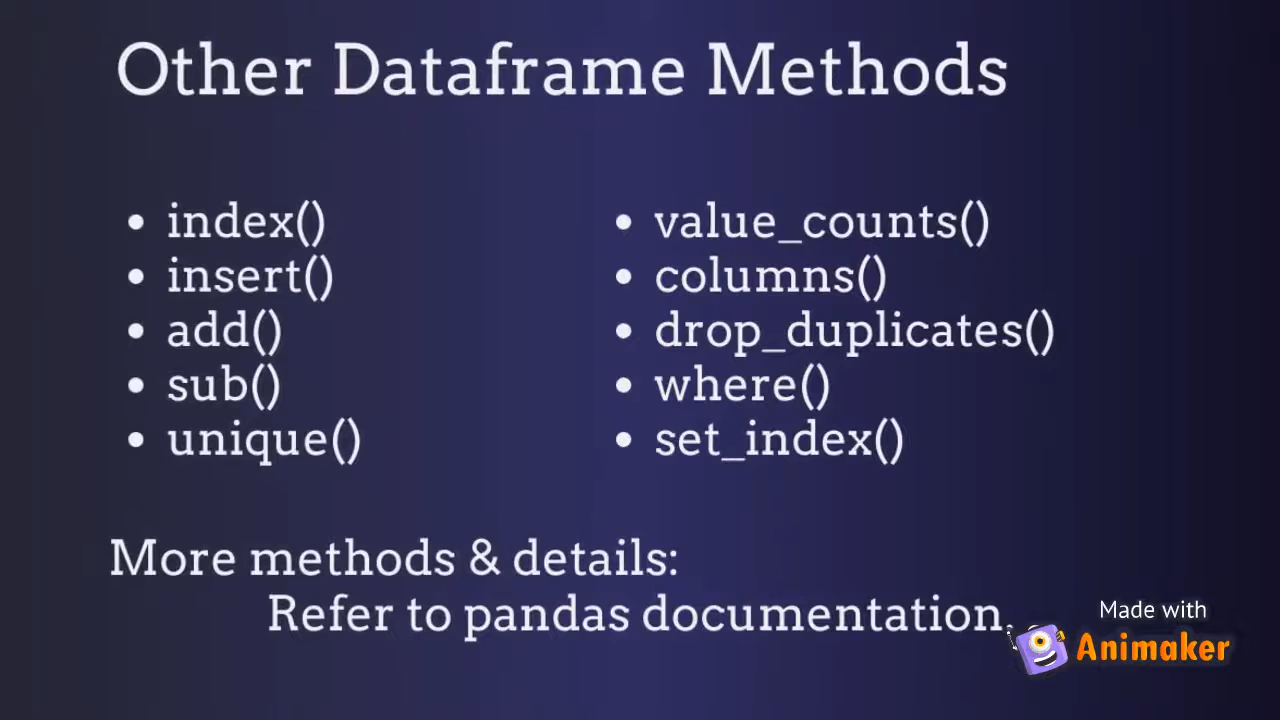 Other Dataframe Methods
• index()
• insert()
• add()
• sub()
• unique()
• value_counts()
• columns()
• drop_duplicates()
• where()
• set_index()
More methods & details:
Refer to pandas documentation.
Made with
Animaker